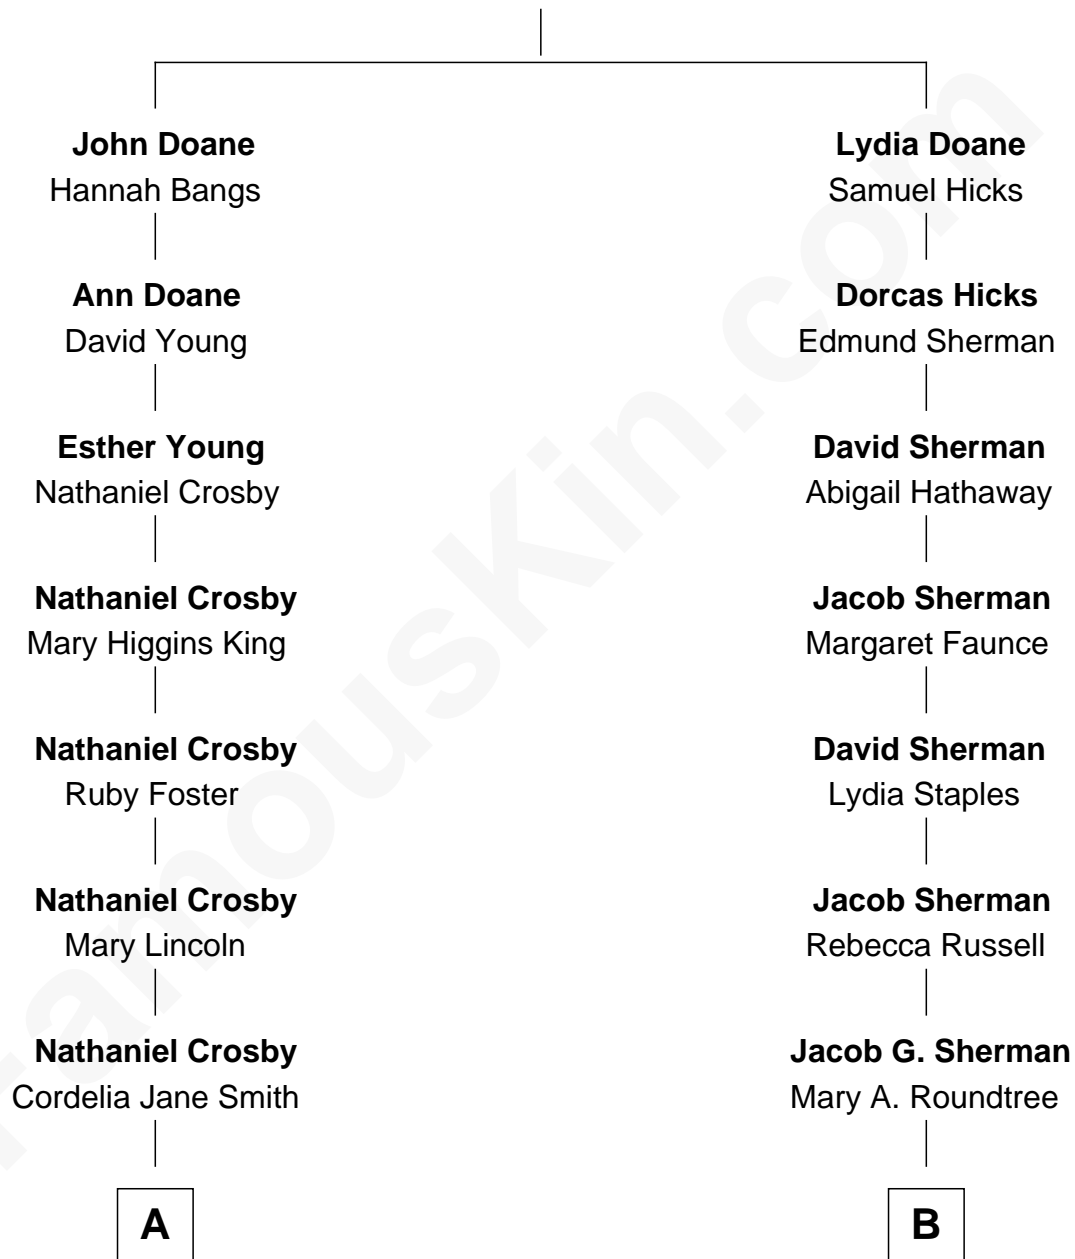 John Doane
Hannah Bangs
Lydia Doane
Samuel Hicks
Ann Doane
David Young
Dorcas Hicks
Edmund Sherman
Esther Young
Nathaniel Crosby
David Sherman
Abigail Hathaway
Nathaniel Crosby
Mary Higgins King
Jacob Sherman
Margaret Faunce
Nathaniel Crosby
Ruby Foster
David Sherman
Lydia Staples
Nathaniel Crosby
Mary Lincoln
Jacob Sherman
Rebecca Russell
Nathaniel Crosby
Cordelia Jane Smith
Jacob G. Sherman
Mary A. Roundtree
A
B
FamousKin.com